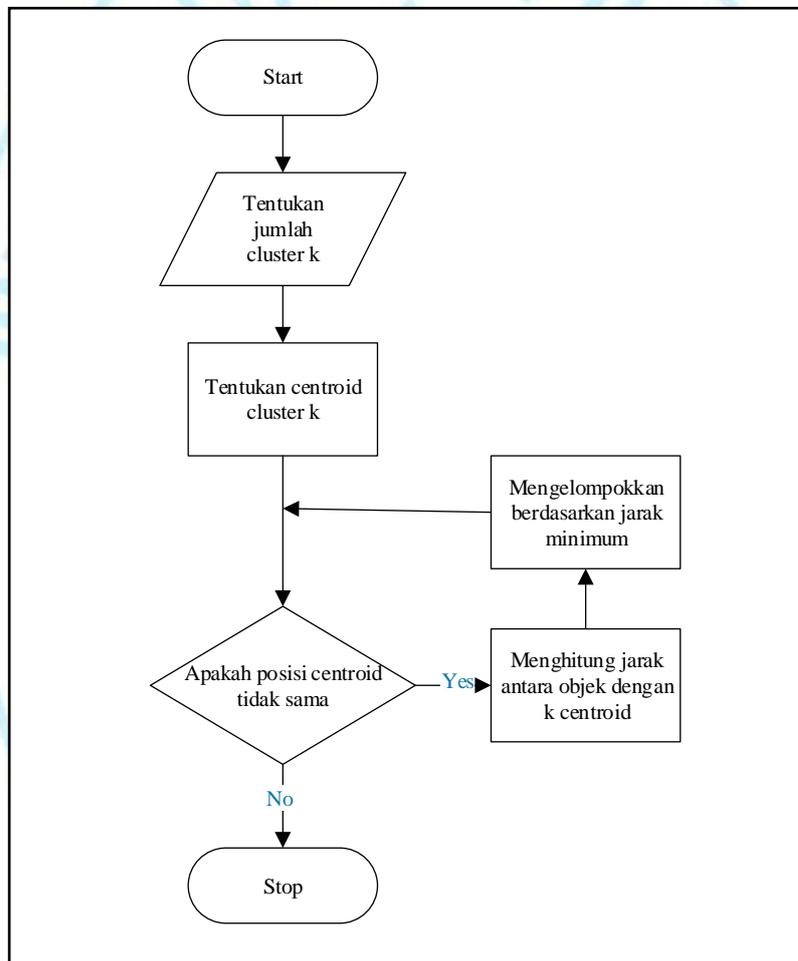 Start
Tentukan
jumlah
cluster k
Tentukan centroid
cluster k
Mengelompokkan
berdasarkan jarak
minimum
Apakah posisi centroid
tidak sama
Yes
Menghitung jarak
antara objek dengan
k centroid
No
Stop